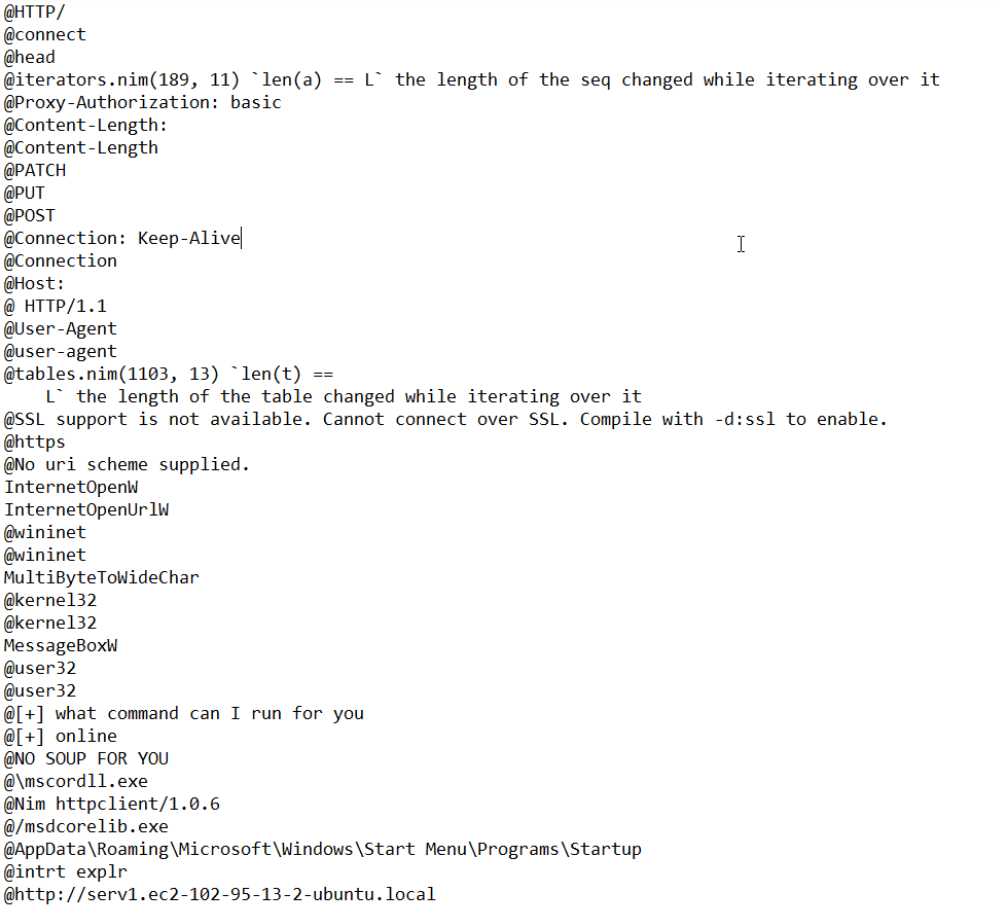 @HTTP/
@connect
@head
@iterators.nim(189, 11) `len(a) == L` the length of the seq changed while iterating over it
@Proxy-Authorization: basic
@Content-Length:
@Content-Length
@PATCH
@PUT
@POST
@Connection: Keep-Alive
@Connection
@Host:
@ HTTP/1.1
@User-Agent
@user-agent
@tables.nim(1103, 13) `len(t) ==
L` the length of the table changed while iterating over it
@SSL support is not available. Cannot connect over SSL. Compile with -d:ssl to enable.
@https
@No uri scheme supplied.
InternetOpenW
InternetOpenUrlW
@wininet
@wininet
MultiByteToWideChar
@kernel32
@kernel32
MessageBoxW
@user32
@user32
@[+] what command can I run for you
@[+] online
@NO SOUP FOR YOU
@\mscordll.exe
@Nim httpclient/1.0.6
@/msdcorelib.exe
@AppData\Roaming\Microsoft\Windows\Start Menu\Programs\Startup
@intrt explr
@http://serv1.ec2-102-95-13-2-ubuntu.local